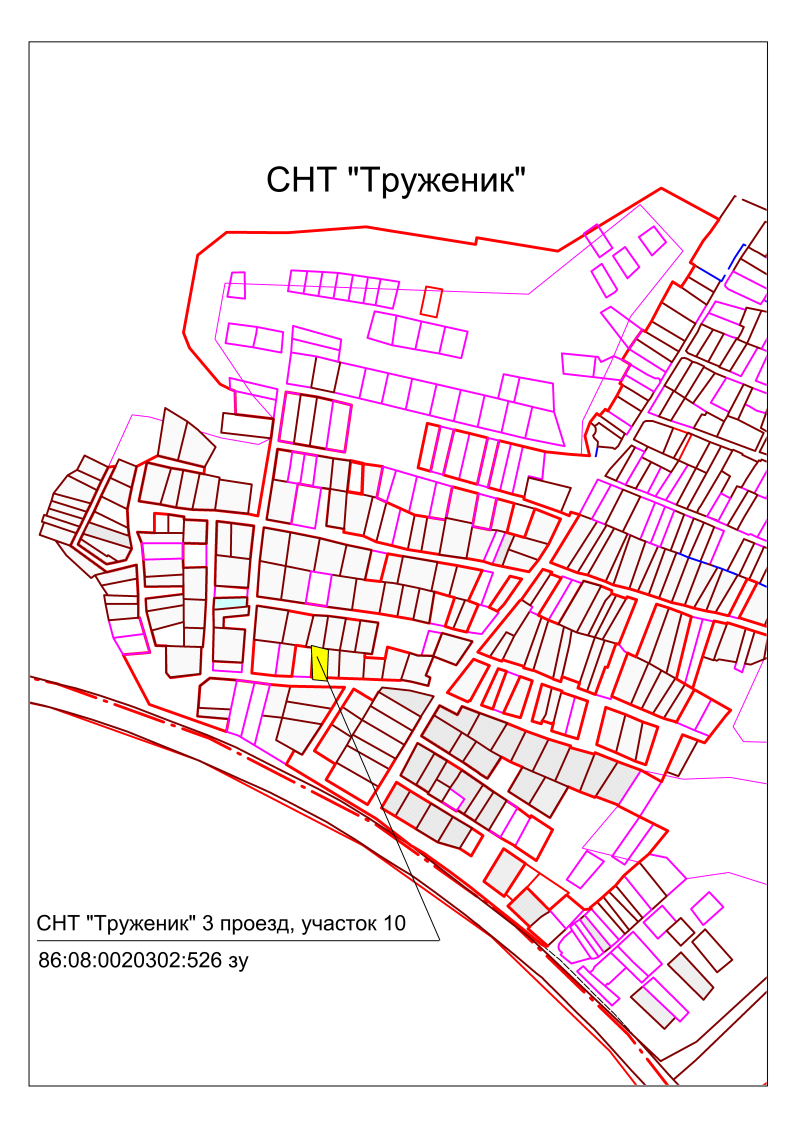 СНТ "Труженик"
СНТ "Труженик" 3 проезд, участок 10
86:08:0020302:526 зу